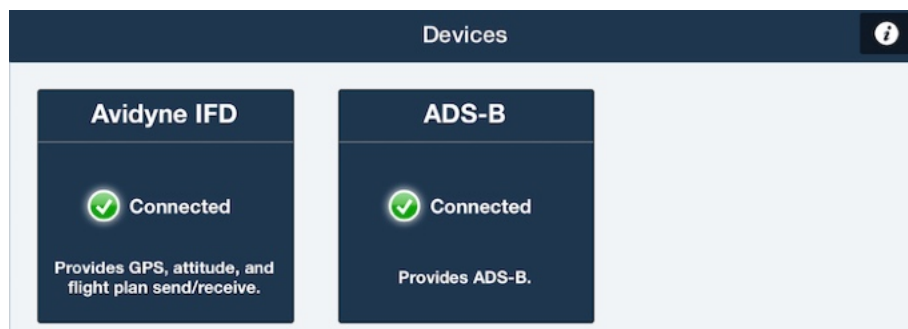 Devices
Avidyne IFD
Connected
Provides GPS, attitude, and
flight plan send/receive.
ADS-B
Connected
Provides ADS-B.